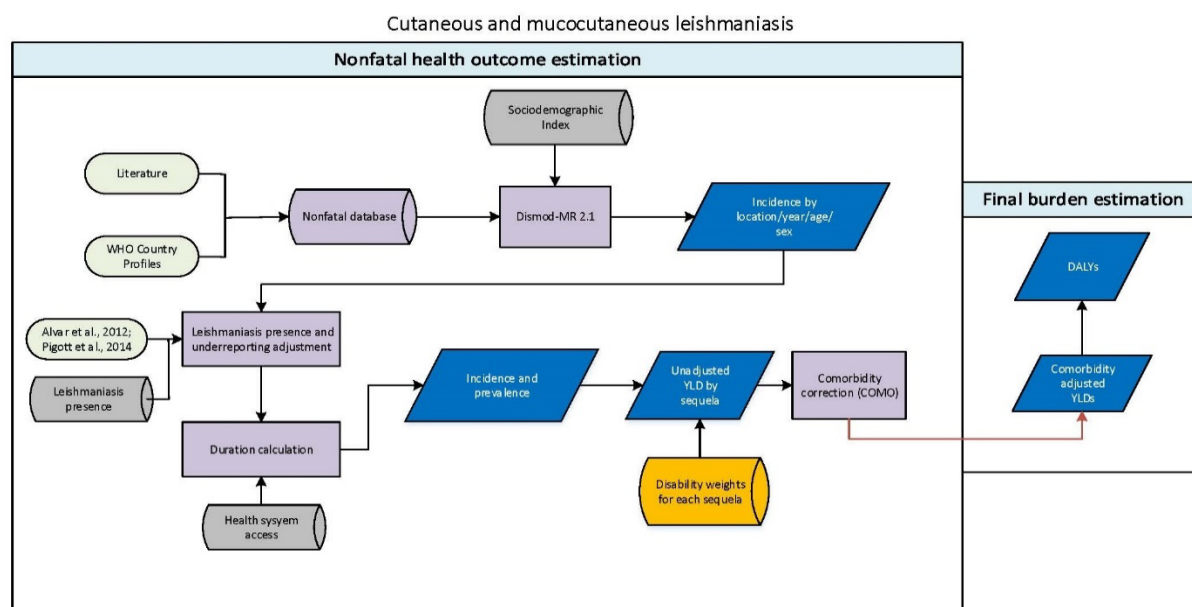 Cutaneous and mucocutaneous leishmaniasis
Nonfatal health outcome estimation
Sociodemographic
Index
Literature
Nonfatal database
Dismod-MR 2.1
Incidence by
location/year/age/
sex
WHO Country
Profiles
Final burden estimation
DALYs
Alvar et al., 2012;
Pigott et al., 2014
Leishmaniasis presence and
underreporting adjustment
Leishmaniasis
presence
Incidence and
prevalence
Unadjusted
YLD by
sequela
Comorbidity
correction (COMO)
Comorbidity
adjusted
YLDs
Duration calculation
Disability weights
for each sequela
Health sysyem
access